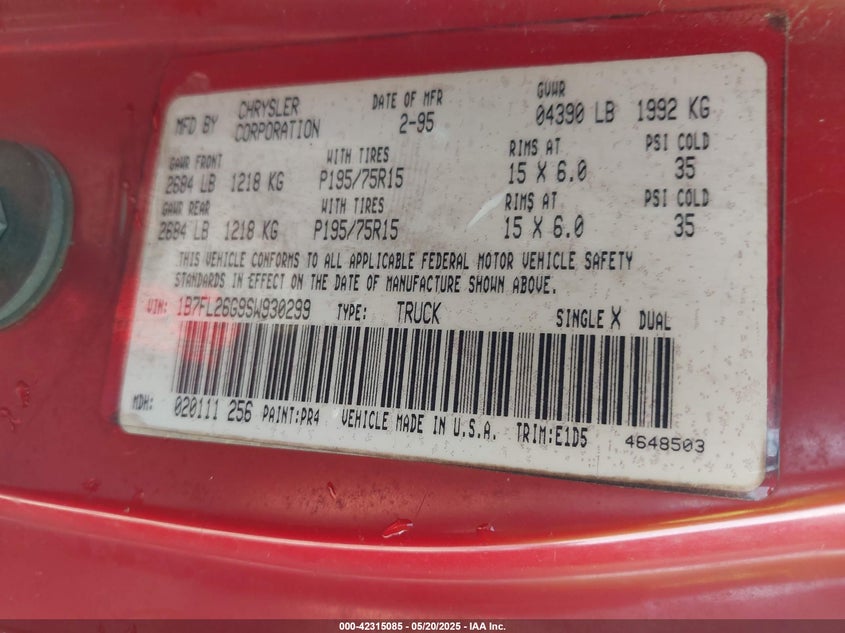 MFD BY CHRYSLER CORPORATION DATE OF MFR 2-95 GVWR 04390 LB 1992 KG
GAWR FRONT WITH TIRES RIMS AT PSI COLD
2684 LB 1218 KG P195/75R15 15 X 6.0 35
GAWR REAR WITH TIRES RIMS AT PSI COLD
2684 LB 1218 KG P195/75R15 15 X 6.0 35
THIS VEHICLE CONFORMS TO ALL APPLICABLE FEDERAL MOTOR VEHICLE SAFETY
STANDARDS IN EFFECT ON THE DATE OF MANUFACTURE SHOWN ABOVE.
VIN: 1B7FL26G9SW930299 TYPE: TRUCK SINGLE X DUAL
MDH: 020111 256 PAINT:PR4 VEHICLE MADE IN U.S.A. TRIM:E1D5 4648503
000-42315085 — 05/20/2025 — IAA Inc.